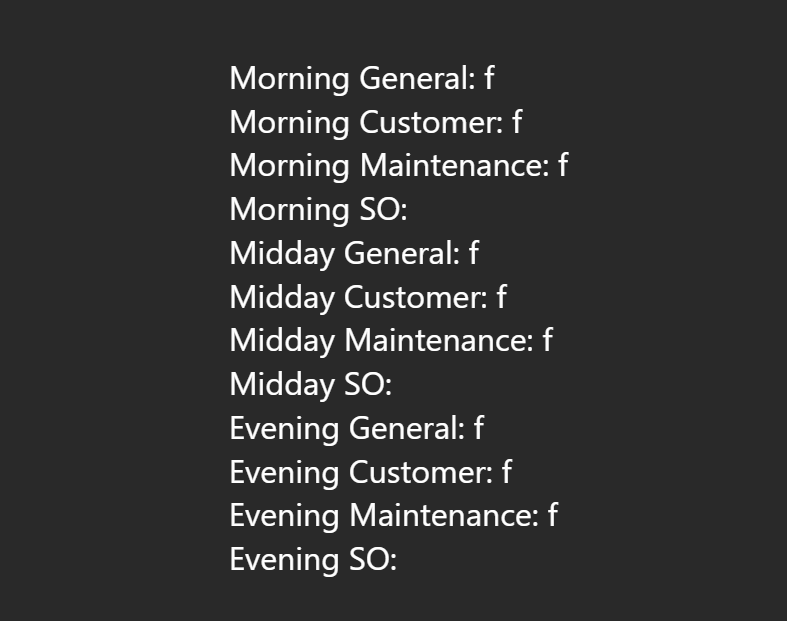 Morning General: f
Morning Customer: f
Morning Maintenance: f
Morning SO:
Midday General: f
Midday Customer: f
Midday Maintenance: f
Midday SO:
Evening General: f
Evening Customer: f
Evening Maintenance: f
Evening SO: